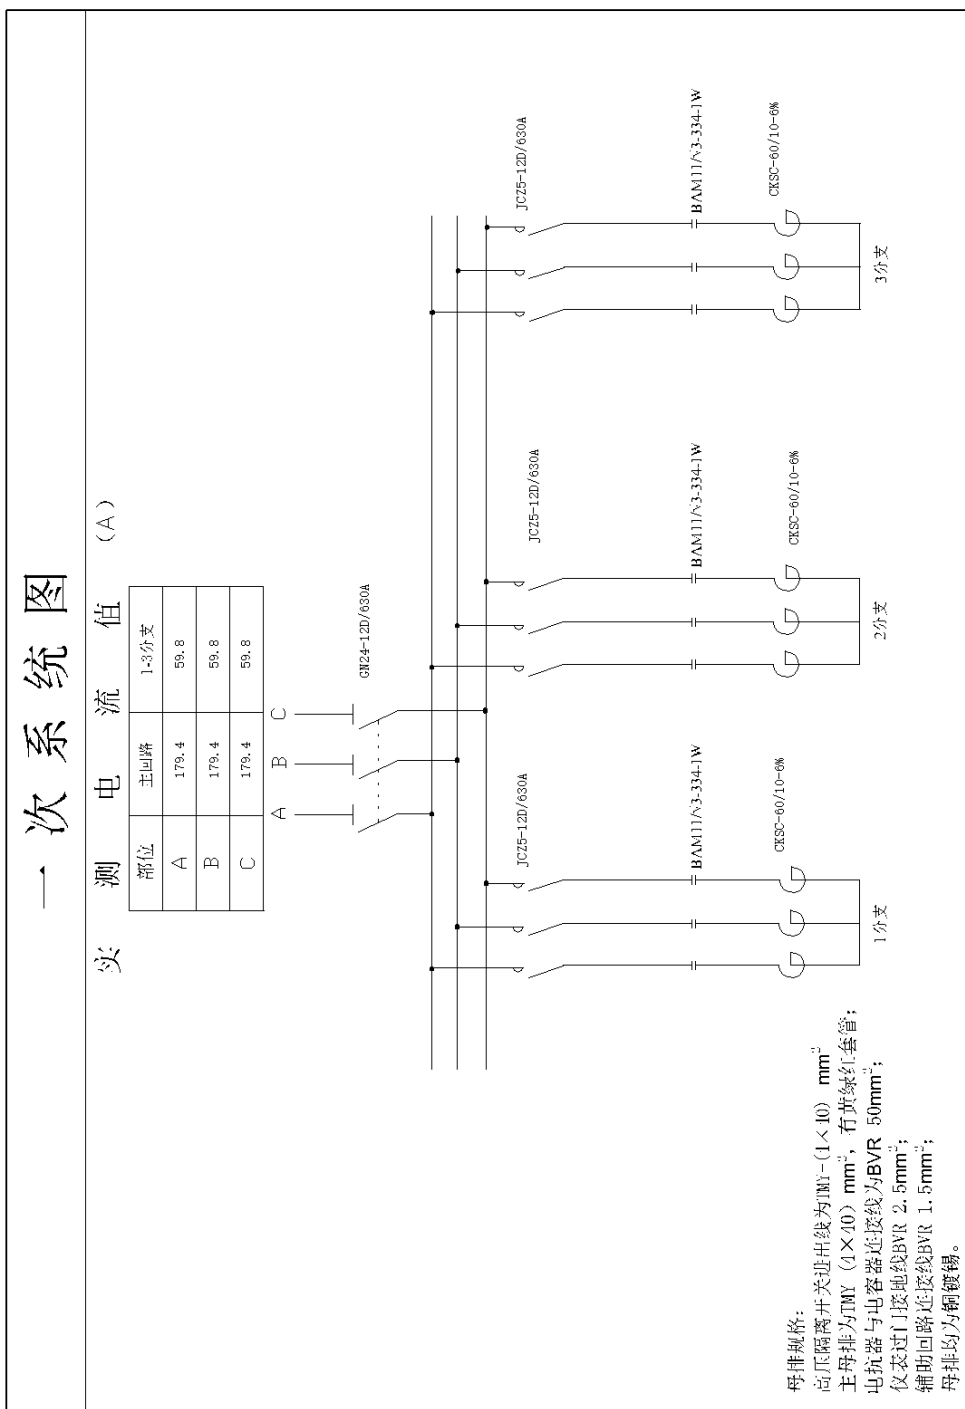 一次系统图
实测电流值 (A)
部位 主回路 1-3分支
A 179.4 59.8
B 179.4 59.8
C 179.4 59.8
A B C
GN24-12D/630A
JCZ5-12D/630A
JCZ5-12D/630A
JCZ5-12D/630A
BAM11/√3-334-1W
BAM11/√3-334-1W
BAM11/√3-334-1W
CKSC-60/10-6%
CKSC-60/10-6%
CKSC-60/10-6%
1分支
2分支
3分支
母排规格:
高压隔离开关进出线为TMY-(4×40) mm²
主母排为TMY (4×40) mm², 有黄绿红套管;
电抗器与电容器连接线为BVR 50mm²;
仪表过门接地线BVR 2.5mm²;
辅助回路连接线BVR 1.5mm²;
母排均为铜镀锡。